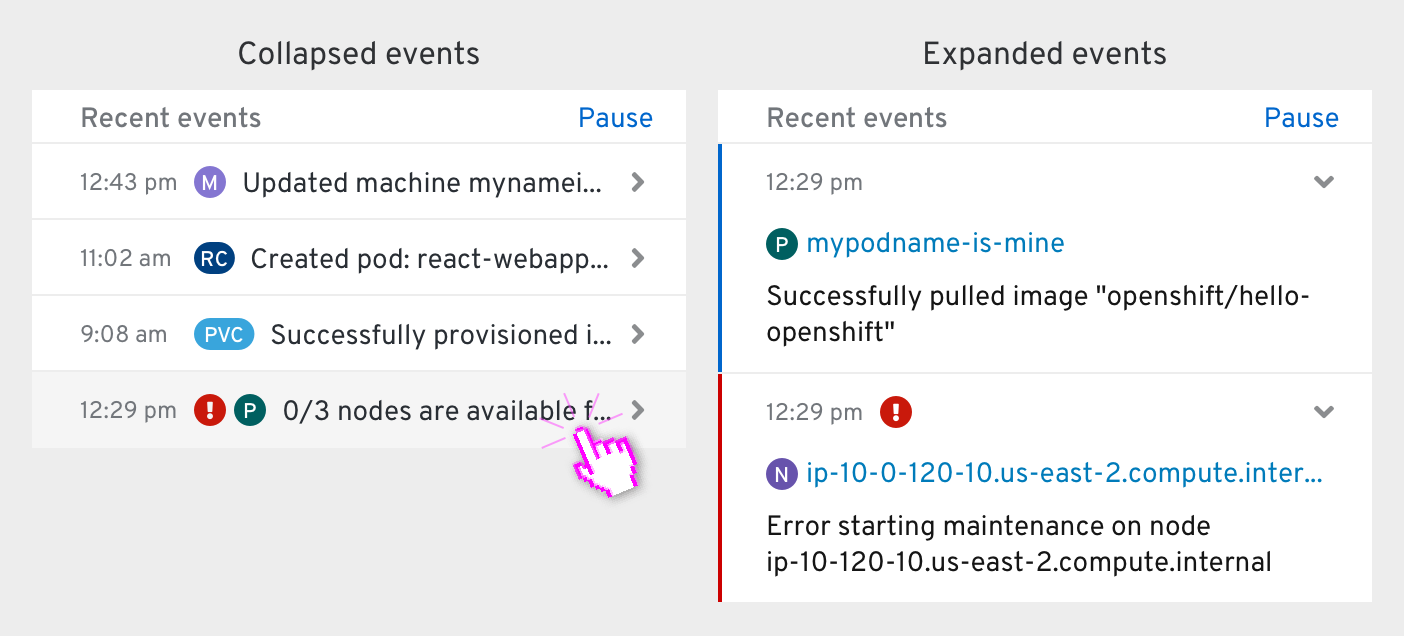 Collapsed events
Recent events Pause
12:43 pm M Updated machine mynamei...
11:02 am RC Created pod: react-webapp...
9:08 am PVC Successfully provisioned i...
12:29 pm ! P 0/3 nodes are available f...
Expanded events
Recent events Pause
12:29 pm
P mypodname-is-mine
Successfully pulled image "openshift/hello-
openshift"
12:29 pm !
N ip-10-0-120-10.us-east-2.compute.inter...
Error starting maintenance on node
ip-10-120-10.us-east-2.compute.internal